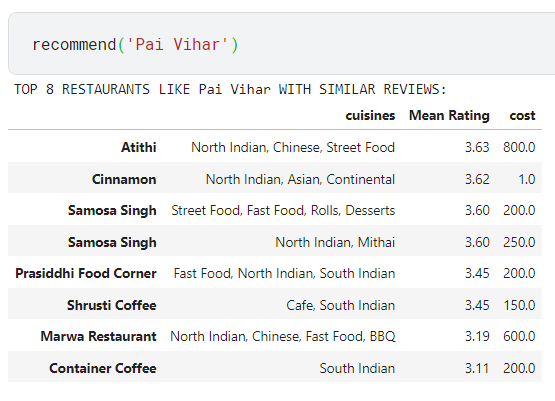 recommend('Pai Vihar')
TOP 8 RESTAURANTS LIKE Pai Vihar WITH SIMILAR REVIEWS:
cuisines Mean Rating cost
Atithi North Indian, Chinese, Street Food 3.63 800.0
Cinnamon North Indian, Asian, Continental 3.62 1.0
Samosa Singh Street Food, Fast Food, Rolls, Desserts 3.60 200.0
Samosa Singh North Indian, Mithai 3.60 250.0
Prasiddhi Food Corner Fast Food, North Indian, South Indian 3.45 200.0
Shrusti Coffee Cafe, South Indian 3.45 150.0
Marwa Restaurant North Indian, Chinese, Fast Food, BBQ 3.19 600.0
Container Coffee South Indian 3.11 200.0